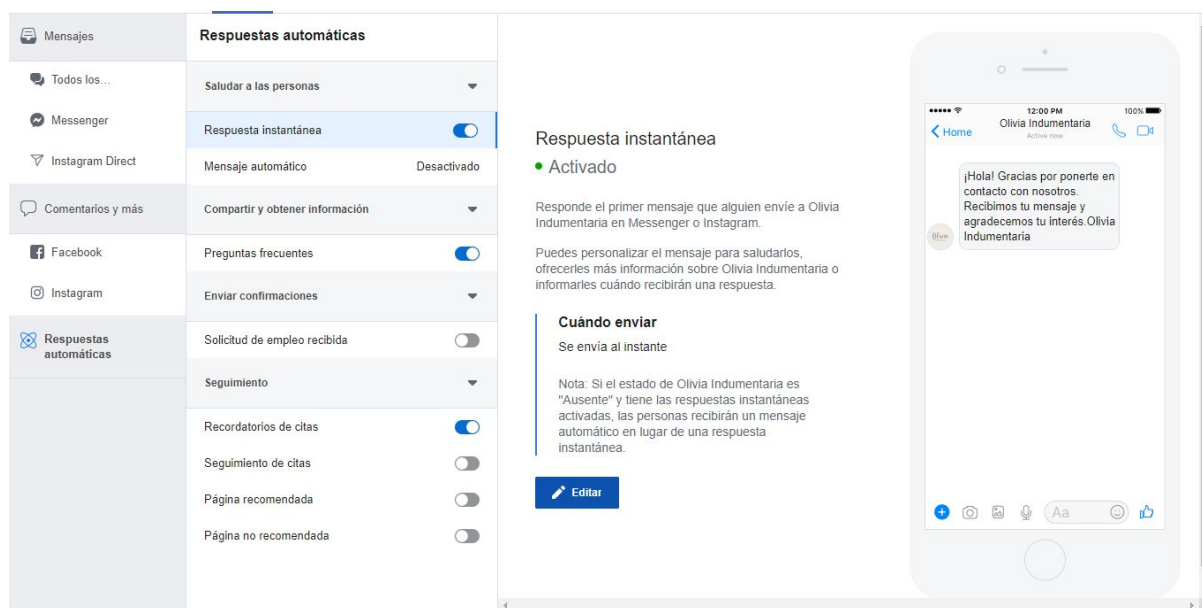 Mensajes
Todos los...
Messenger
Instagram Direct
Comentarios y más
Facebook
Instagram
Respuestas
automáticas
Respuestas automáticas
Saludar a las personas
Respuesta instantánea
Mensaje automático Desactivado
Compartir y obtener información
Preguntas frecuentes
Enviar confirmaciones
Solicitud de empleo recibida
Seguimiento
Recordatorios de citas
Seguimiento de citas
Página recomendada
Página no recomendada
Respuesta instantánea
Activado
Responde el primer mensaje que alguien envíe a Olivia
Indumentaria en Messenger o Instagram.
Puedes personalizar el mensaje para saludarlos,
ofrecerles más información sobre Olivia Indumentaria o
informarles cuándo recibirán una respuesta.
Cuándo enviar
Se envía al instante
Nota: Si el estado de Olivia Indumentaria es
"Ausente" y tiene las respuestas instantáneas
activadas, las personas recibirán un mensaje
automático en lugar de una respuesta
instantánea.
Editar
12:00 PM 100%
Home Olivia Indumentaria
Active now
¡Hola! Gracias por ponerte en
contacto con nosotros.
Recibimos tu mensaje y
agradecemos tu interés.Olivia
Indumentaria
Aa